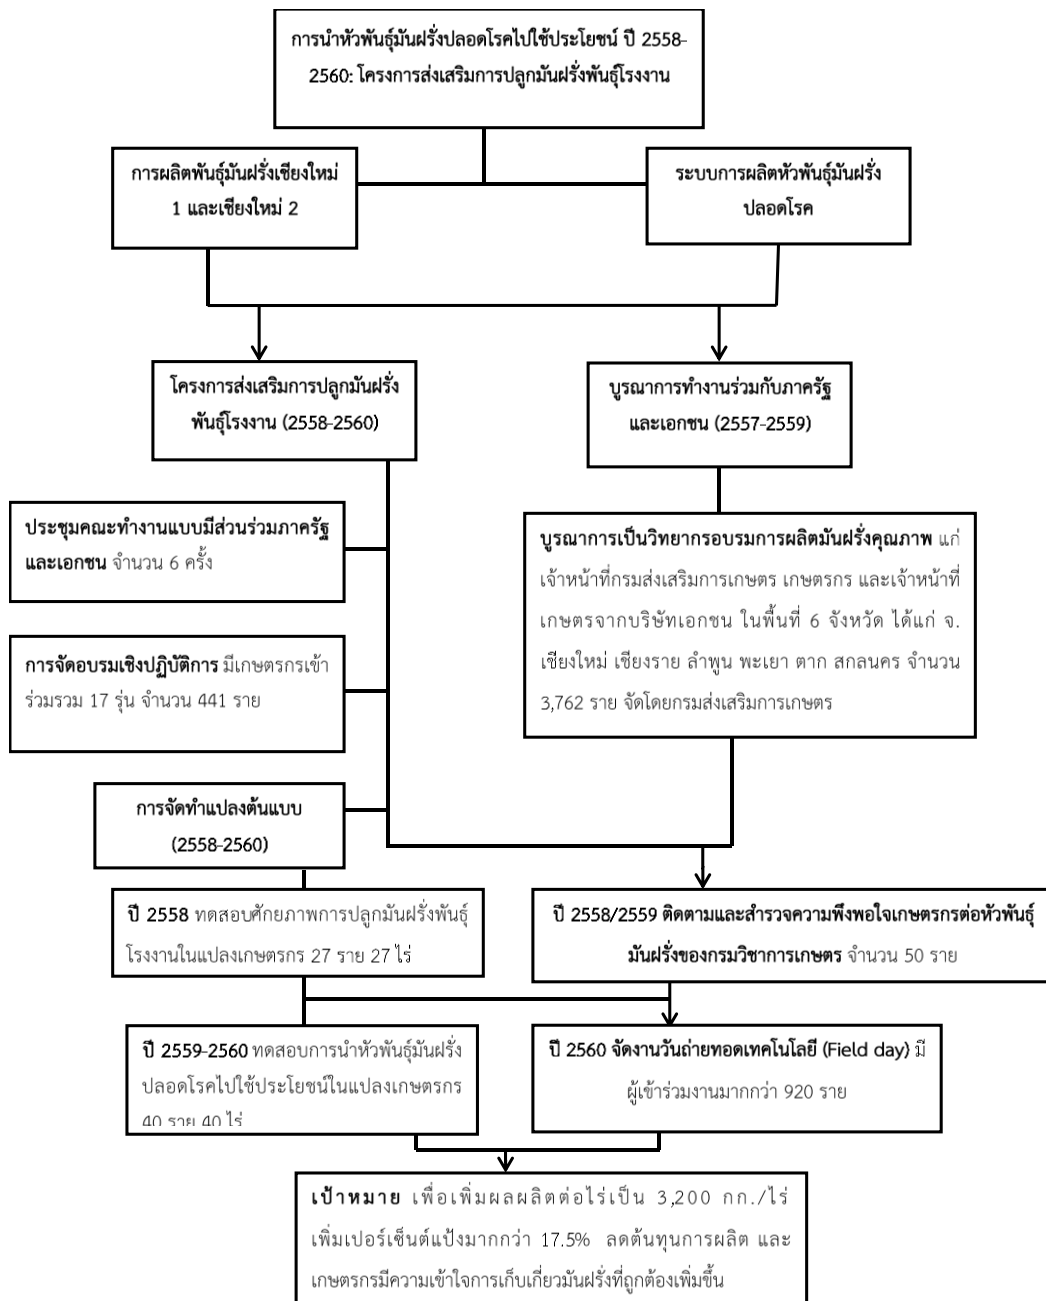 การนำหัวพันธุ์มันฝรั่งปลอดโรคไปใช้ประโยชน์ ปี 2558-
2560: โครงการส่งเสริมการปลูกมันฝรั่งพันธุ์โรงงาน
การผลิตพันธุ์มันฝรั่งเชียงใหม่
1 และเชียงใหม่ 2
ระบบการผลิตหัวพันธุ์มันฝรั่ง
ปลอดโรค
โครงการส่งเสริมการปลูกมันฝรั่ง
พันธุ์โรงงาน (2558-2560)
บูรณาการทำงานร่วมกับภาครัฐ
และเอกชน (2557-2559)
ประชุมคณะทำงานแบบมีส่วนร่วมภาครัฐ
และเอกชน จำนวน 6 ครั้ง
การจัดอบรมเชิงปฏิบัติการ มีเกษตรกรเข้า
ร่วมรวม 17 รุ่น จำนวน 441 ราย
บูรณาการเป็นวิทยากรอบรมการผลิตมันฝรั่งคุณภาพ แก่
เจ้าหน้าที่กรมส่งเสริมการเกษตร เกษตรกร และเจ้าหน้าที่
เกษตรจากบริษัทเอกชน ในพื้นที่ 6 จังหวัด ได้แก่ จ.
เชียงใหม่ เชียงราย ลำพูน พะเยา ตาก สกลนคร จำนวน
3,762 ราย จัดโดยกรมส่งเสริมการเกษตร
การจัดทำแปลงต้นแบบ
(2558-2560)
ปี 2558 ทดสอบศักยภาพการปลูกมันฝรั่งพันธุ์
โรงงานในแปลงเกษตรกร 27 ราย 27 ไร่
ปี 2558/2559 ติดตามและสำรวจความพึงพอใจเกษตรกรต่อหัวพันธุ์
มันฝรั่งของกรมวิชาการเกษตร จำนวน 50 ราย
ปี 2559-2560 ทดสอบการนำหัวพันธุ์มันฝรั่ง
ปลอดโรคไปใช้ประโยชน์ในแปลงเกษตรกร
40 ราย 40 ไร่
ปี 2560 จัดงานวันถ่ายทอดเทคโนโลยี (Field day) มี
ผู้เข้าร่วมงานมากกว่า 920 ราย
เป้าหมาย เพื่อเพิ่มผลผลิตต่อไร่เป็น 3,200 กก./ไร่
เพิ่มเปอร์เซ็นต์แป้งมากกว่า 17.5% ลดต้นทุนการผลิต และ
เกษตรกรมีความเข้าใจการเก็บเกี่ยวมันฝรั่งที่ถูกต้องเพิ่มขึ้น